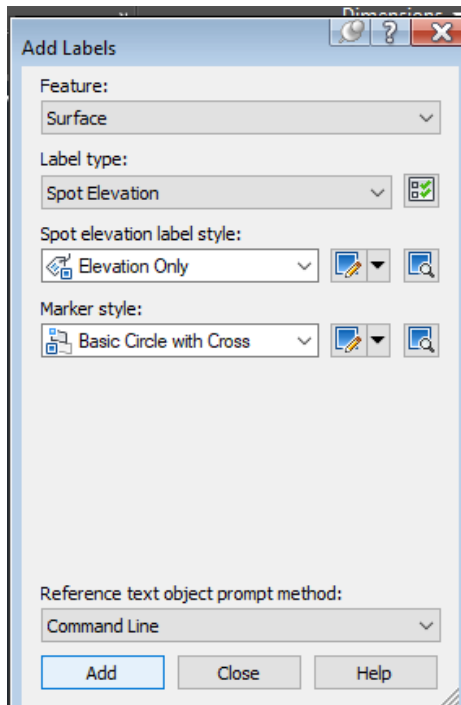 Dimensions
Add Labels
?
Feature:
Surface
Label type:
Spot Elevation
Spot elevation label style:
Elevation Only
Marker style:
Basic Circle with Cross
Reference text object prompt method:
Command Line
Add
Close
Help